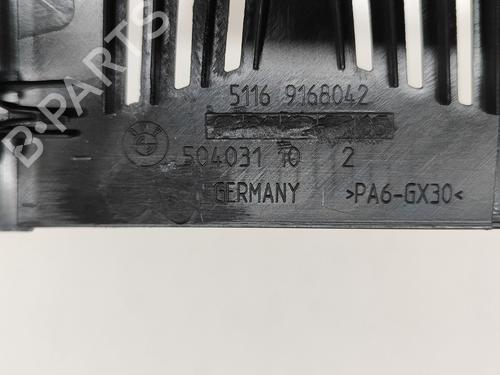 5116 9168042
504031 10 2
GERMANY >PA6-GX30<
B-PARTS